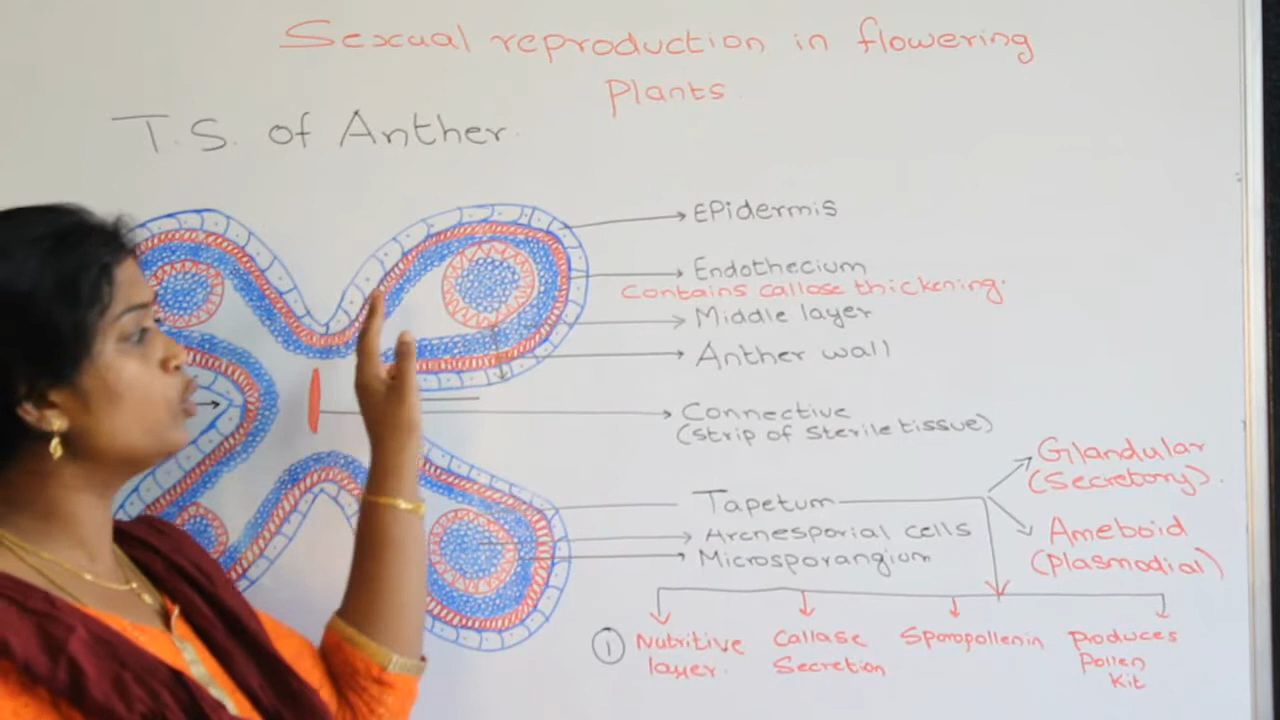 Sexual reproduction in flowering
Plants
T.S. of Anther.
EPidermis
Endothecium
Contains callose thickening.
Middle layer
Anther wall
Connective
(strip of sterile tissue)
Tapetum
Glandular
(Secretory).
Archesporial cells
Ameboid
(plasmodial)
Microsporangium
① Nutritive
layer.
Callase
Secretion
Sporopollenin
Produces
Pollen
Kit